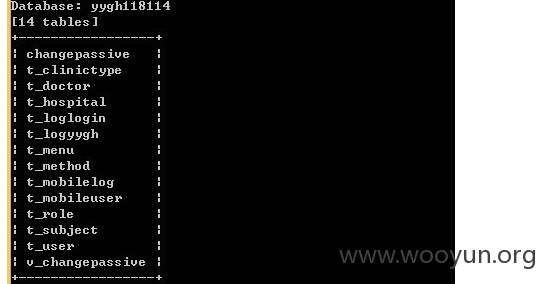 Database: yygh118114
[14 tables]
+-----------------+
| changepassive   |
| t_clinictype    |
| t_doctor        |
| t_hospital      |
| t_loglogin      |
| t_logyygh       |
| t_menu          |
| t_method        |
| t_mobilelog     |
| t_mobileuser    |
| t_role          |
| t_subject       |
| t_user          |
| v_changepassive |
+-----------------+
www.wooyun.org